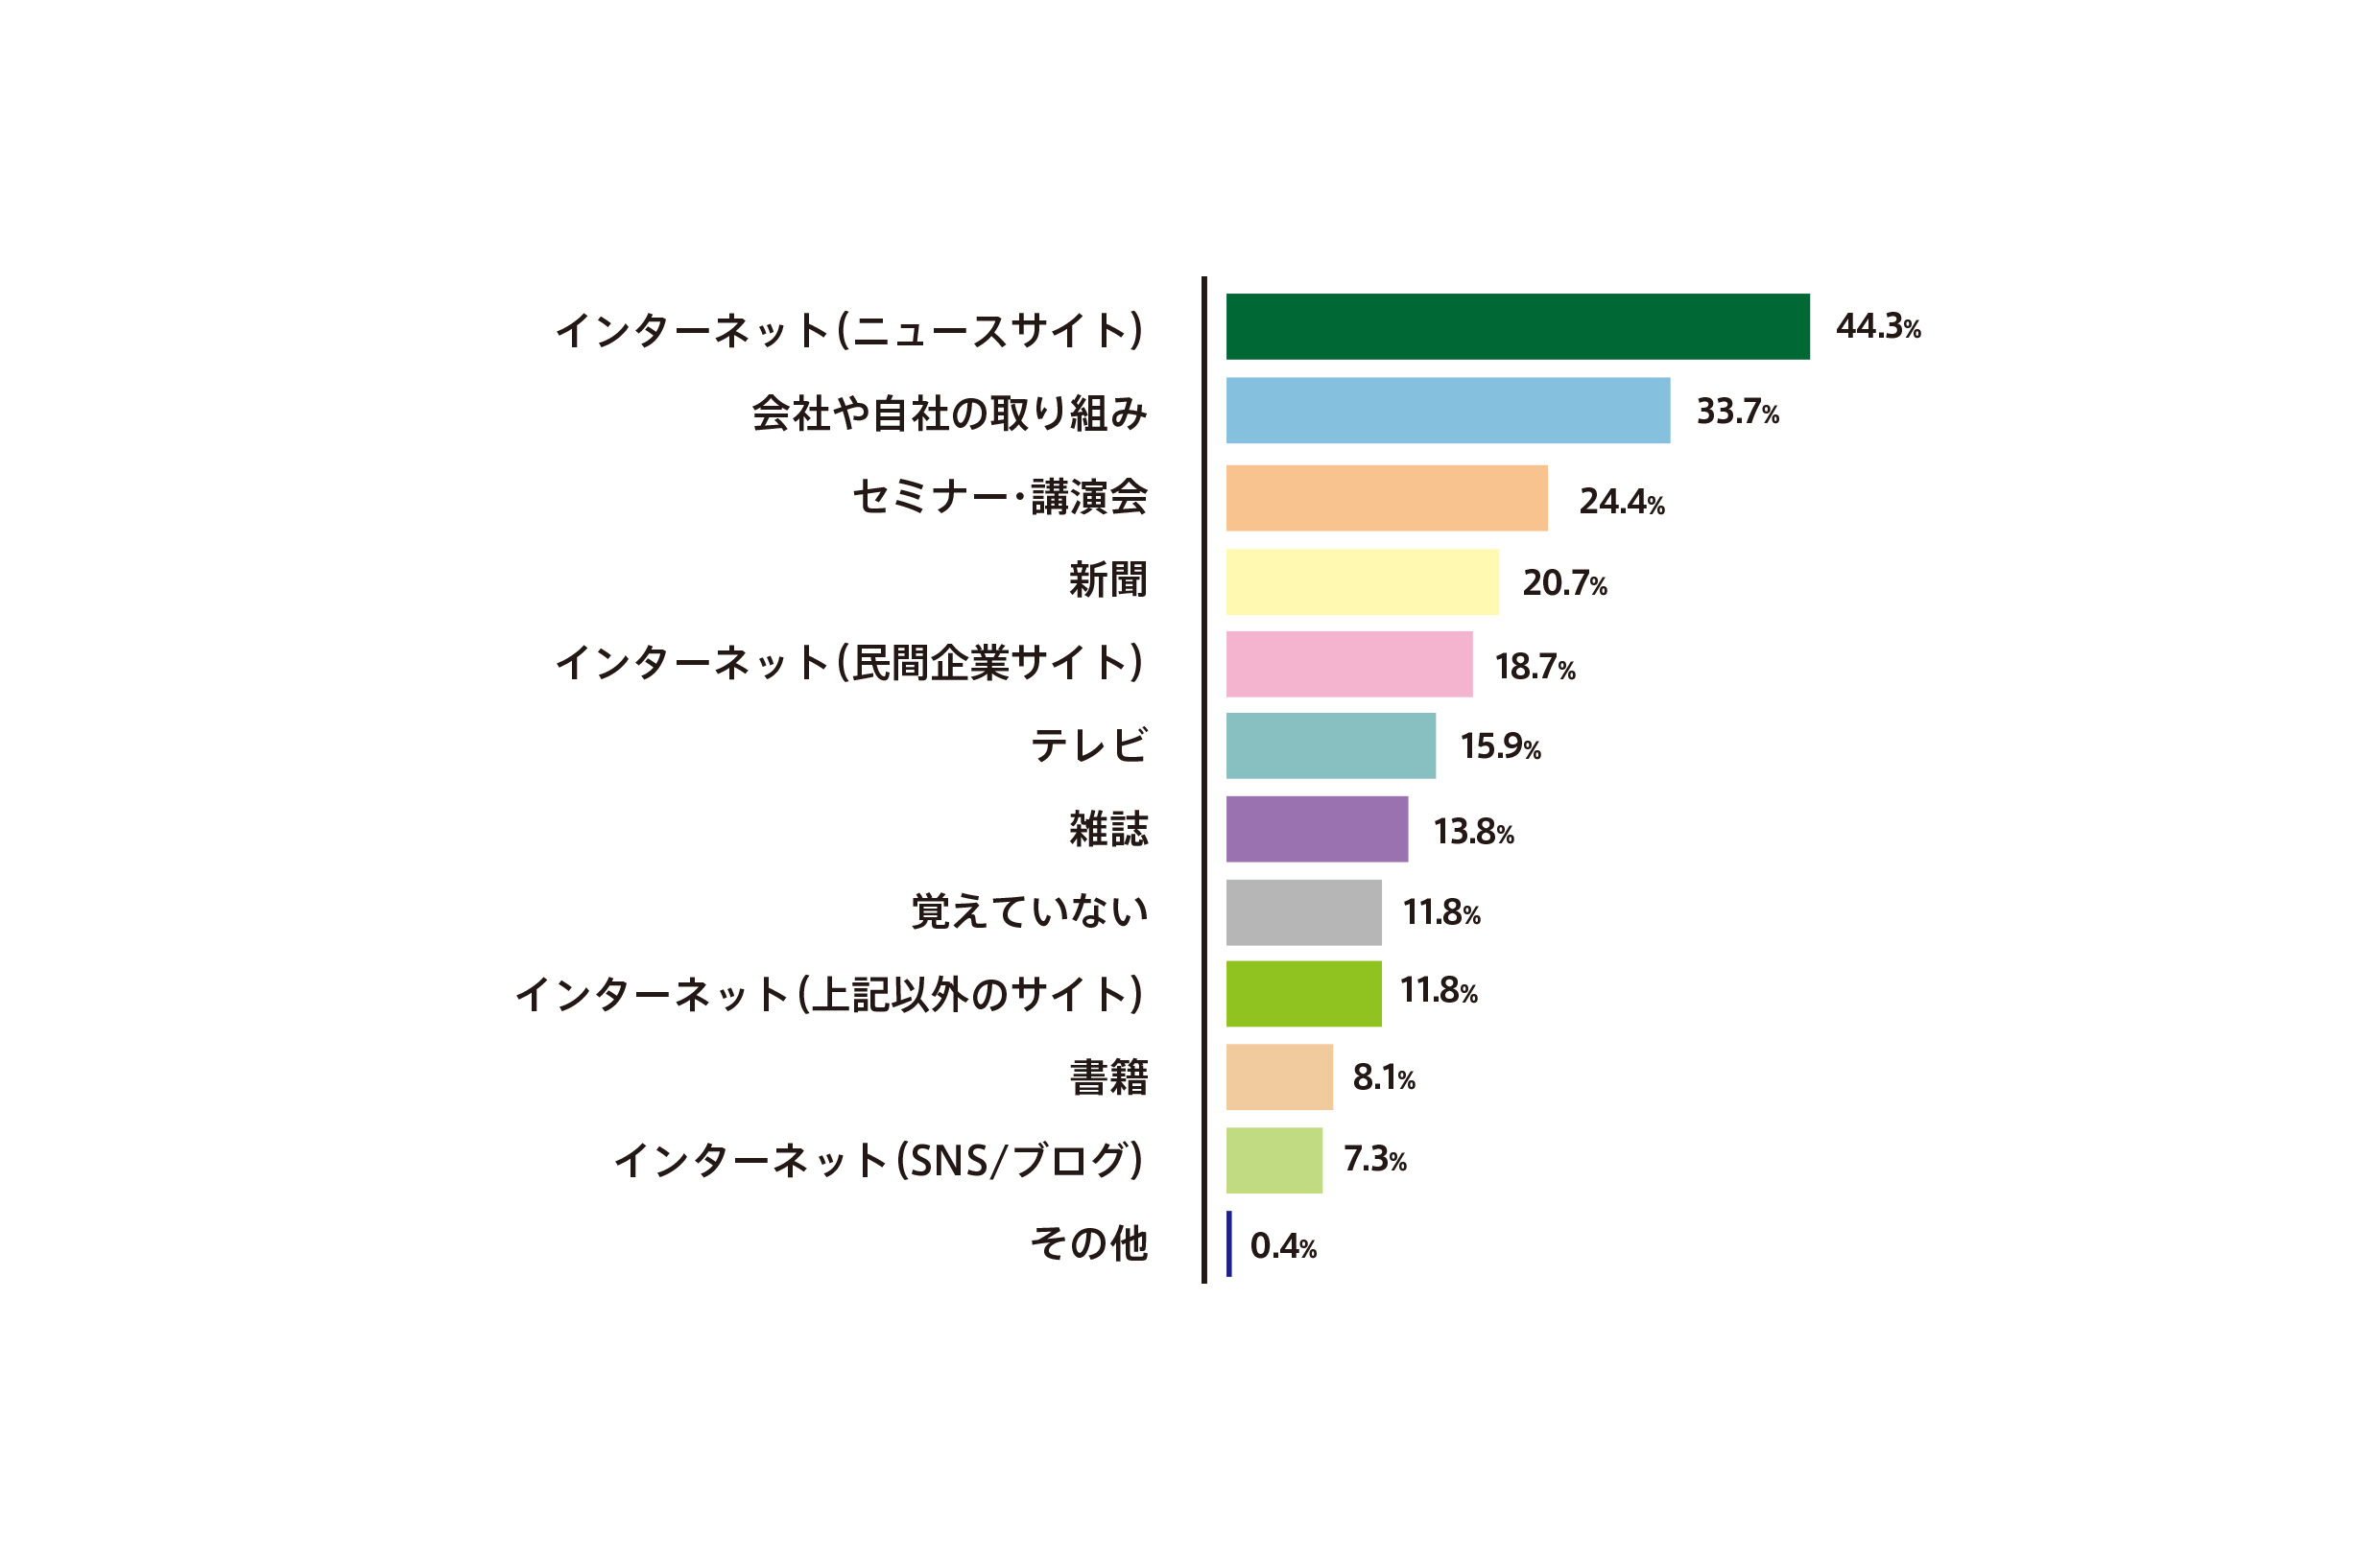 インターネット(ニュースサイト) 44.3%
会社や自社の取り組み 33.7%
セミナー・講演会 24.4%
新聞 20.7%
インターネット(民間企業サイト) 18.7%
テレビ 15.9%
雑誌 13.8%
覚えていない 11.8%
インターネット(上記以外のサイト) 11.8%
書籍 8.1%
インターネット(SNS/ブログ) 7.3%
その他 0.4%